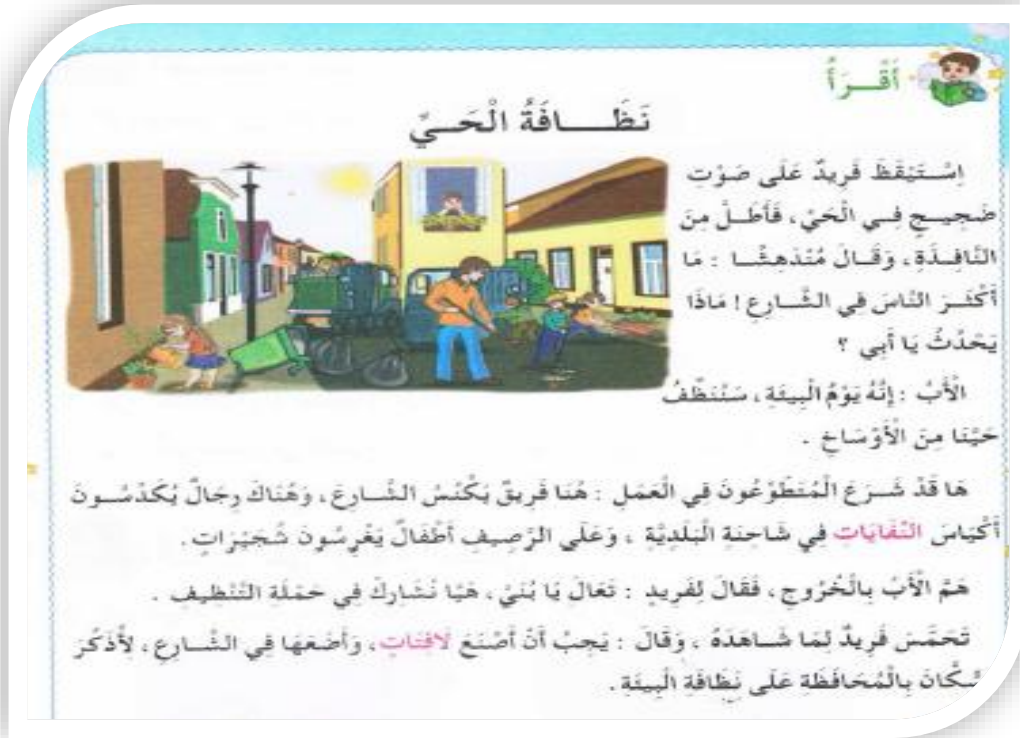 أَقْرَأُ
نَظَافَةُ الْحَيِّ
اِسْتَيْقَظَ فَرِيدٌ عَلَى صَوْتِ
ضَجِيجٍ فِي الْحَيِّ، فَأَطَلَّ مِنَ
النَّافِذَةِ، وَقَالَ مُنْدَهِشًا : مَا
أَكْثَرَ النَّاسَ فِي الشَّارِعِ ! مَاذَا
يَحْدُثُ يَا أَبِي ؟
الْأَبُ : إِنَّهُ يَوْمُ الْبِيئَةِ، سَنُنَظِّفُ
حَيَّنَا مِنَ الْأَوْسَاخِ .
هَا قَدْ شَرَعَ الْمُتَطَوِّعُونَ فِي الْعَمَلِ : هُنَا فَرِيقٌ يَكْنُسُ الشَّارِعَ، وَهُنَاكَ رِجَالٌ يُكَدِّسُونَ
أَكْيَاسَ النُّفَايَاتِ فِي شَاحِنَةِ الْبَلَدِيَّةِ ، وَعَلَى الرَّصِيفِ أَطْفَالٌ يَغْرِسُونَ شُجَيْرَاتٍ .
هَمَّ الْأَبُ بِالْخُرُوجِ، فَقَالَ لِفَرِيدٍ : تَعَالَ يَا بُنَيَّ، هَيَّا نُشَارِكْ فِي حَمْلَةِ التَّنْظِيفِ .
تَحَمَّسَ فَرِيدٌ لِمَا شَاهَدَهُ ، وَقَالَ : يَجِبُ أَنْ أَصْنَعَ لَافِتَاتٍ، وَأَضَعَهَا فِي الشَّارِعِ، لِأُذَكِّرَ
السُّكَّانَ بِالْمُحَافَظَةِ عَلَى نَظَافَةِ الْبِيئَةِ .